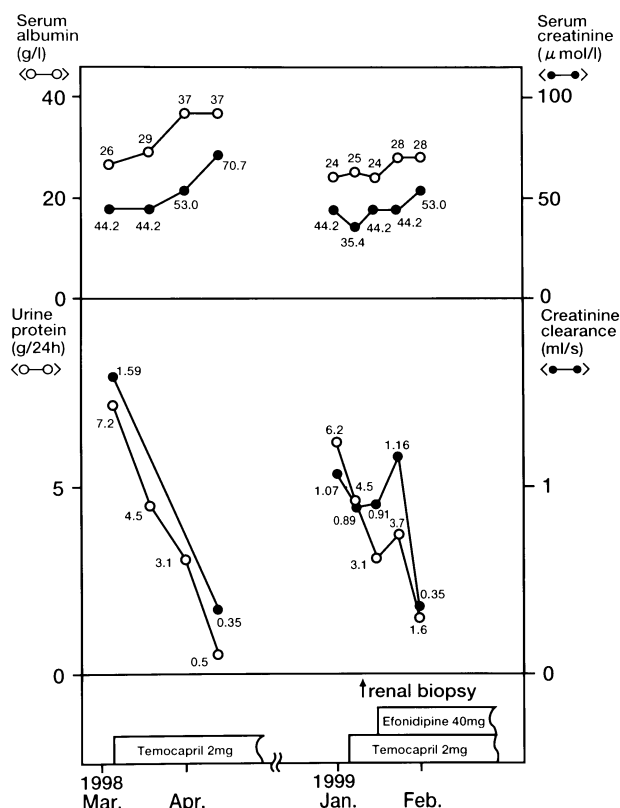 Serum
albumin
(g/l)
Serum
creatinine
(μ mol/l)
40
100
37 37
29
26
70.7
53.0
44.2 44.2
28 28
24 25 24
53.0
44.2
44.2 44.2
35.4
20
50
0
0
Urine
protein
(g/24h)
Creatinine
clearance
(ml/s)
1.59
7.2
4.5
3.1
0.35
0.5
6.2
1.16
1.07
4.5
0.89
0.91
3.7
3.1
0.35
1.6
5
1
0
0
renal biopsy
Efonidipine 40mg
Temocapril 2mg
Temocapril 2mg
1998
Mar. Apr.
1999
Jan. Feb.